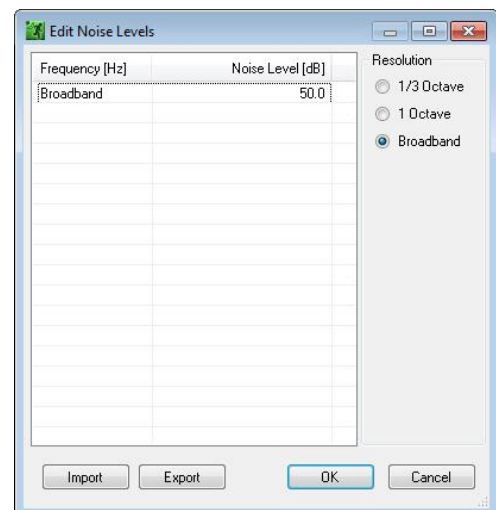 Edit Noise Levels
Frequency [Hz] Noise Level [dB]
Broadband 50.0
Resolution
1/3 Octave
1 Octave
Broadband
Import Export OK Cancel